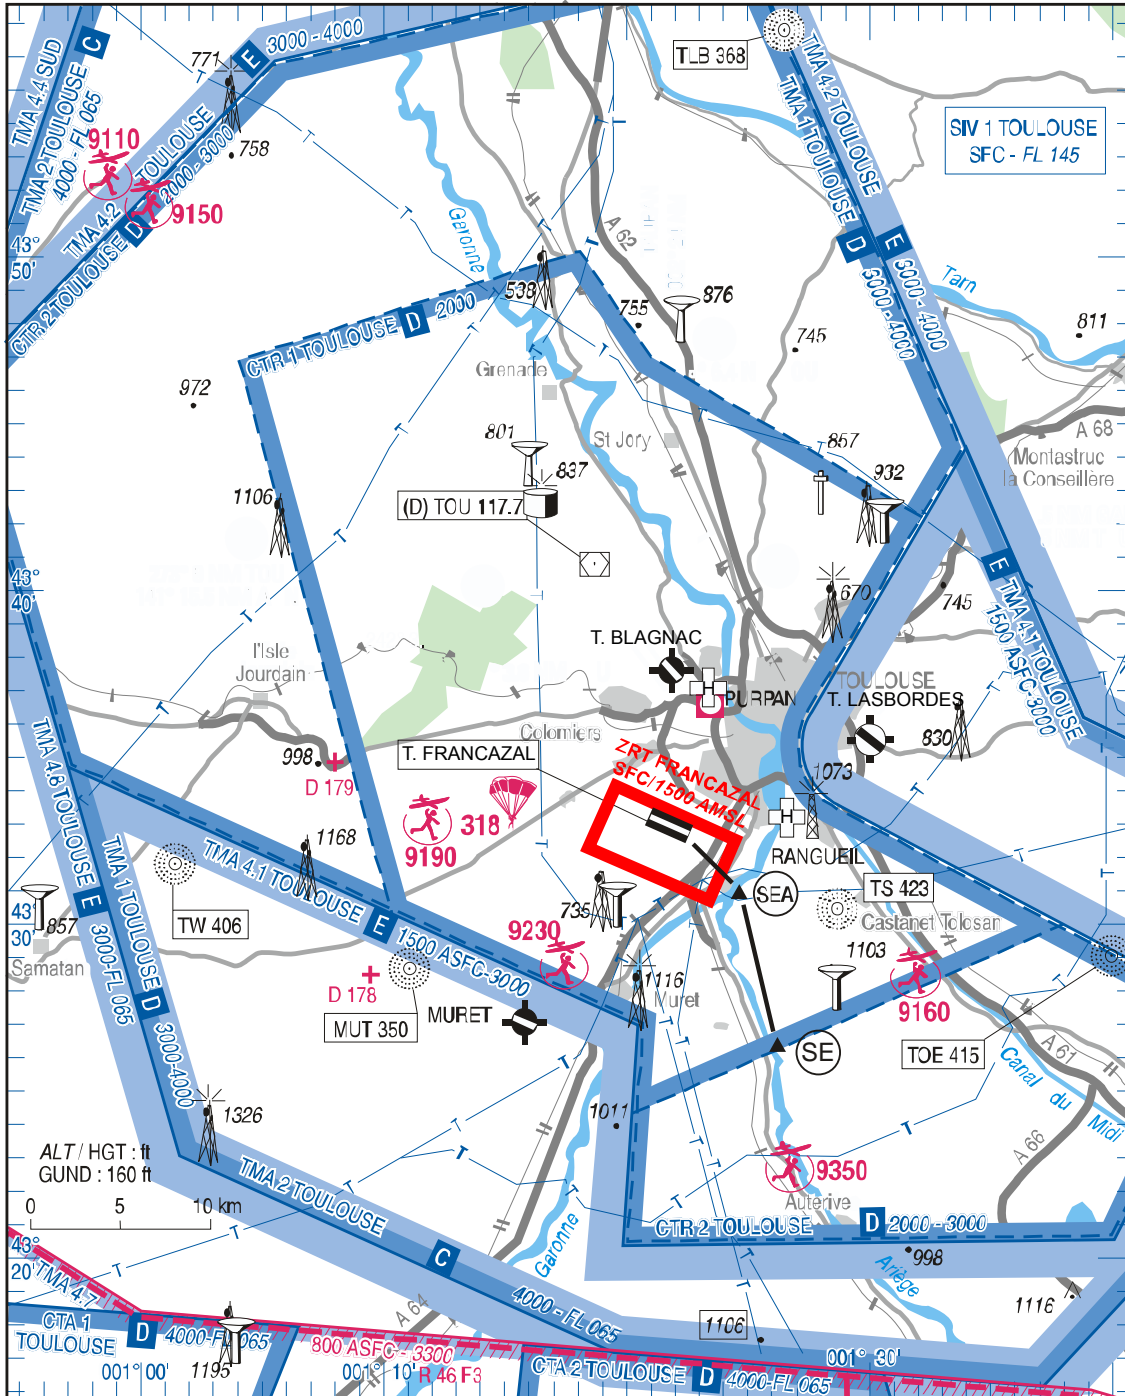 TMA 4.4 SUD
TMA 2 TOULOUSE
4000 - FL 065
C
771
E
3000 - 4000
TLB 368
TMA 4.2 TOULOUSE
TMA 1 TOULOUSE
SIV 1 TOULOUSE
SFC - FL 145
9110
758
9150
TMA 4.2 TOULOUSE
CTR 2 TOULOUSE
D
2000 - 3000
43°
50'
Garonne
A 62
D
3000 - 4000
E
3000 - 4000
Tarn
538
755
876
745
811
CTR 1 TOULOUSE
D
2000
Grenade
972
801
837
St Jory
857
932
A 68
Montastruc
la Conseillère
1106
(D) TOU 117.7
43°
40'
670
745
E
TMA 4.1 TOULOUSE
1500 ASFC-3000
l'Isle
Jourdain
T. BLAGNAC
PURPAN
TOULOUSE
T. LASBORDES
830
Colomiers
998
D 179
T. FRANCAZAL
ZRT FRANCAZAL
SFC/1500 AMSL
1073
318
9190
RANGUEIL
TMA 4.6 TOULOUSE
E
3000-FL 065
TMA 1 TOULOUSE
D
3000-4000
TW 406
1168
TMA 4.1 TOULOUSE
E
1500 ASFC-3000
735
SEA
TS 423
Castanet Tolosan
857
43°
30'
Samatan
9230
1103
D 178
MUT 350
MURET
1116
Muret
9160
SE
TOE 415
A 61
Canal du Midi
1326
1011
A 66
ALT / HGT : ft
GUND : 160 ft
0 5 10 km
TMA 2 TOULOUSE
C
4000 - FL 065
9350
Auterive
CTR 2 TOULOUSE
D
2000 - 3000
998
Garonne
Ariège
43°
20'
TMA 4.7
1116
CTA 1
TOULOUSE
D
4000-FL 065
A 64
1106
1195
001° 00'
800 ASFC - 3300
R 46 F3
001° 10'
CTA 2 TOULOUSE
D
4000-FL 065
001° 30'